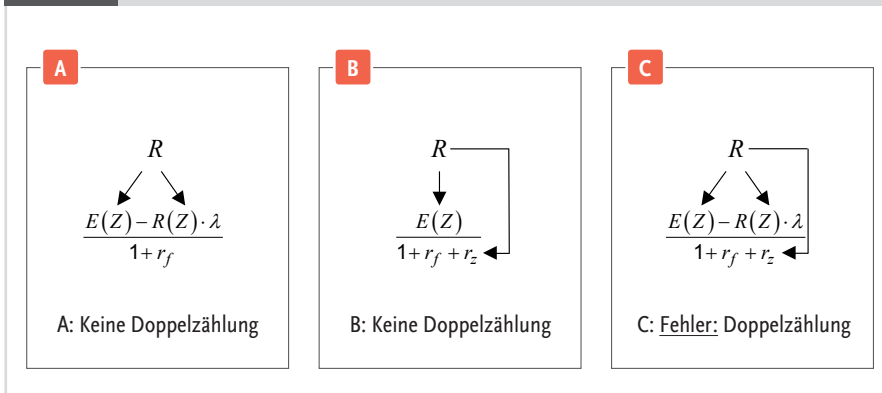 A
R
E(Z) − R(Z) · λ
1 + r_f
A: Keine Doppelzählung
B
R
E(Z)
1 + r_f + r_z
B: Keine Doppelzählung
C
R
E(Z) − R(Z) · λ
1 + r_f + r_z
C: Fehler: Doppelzählung